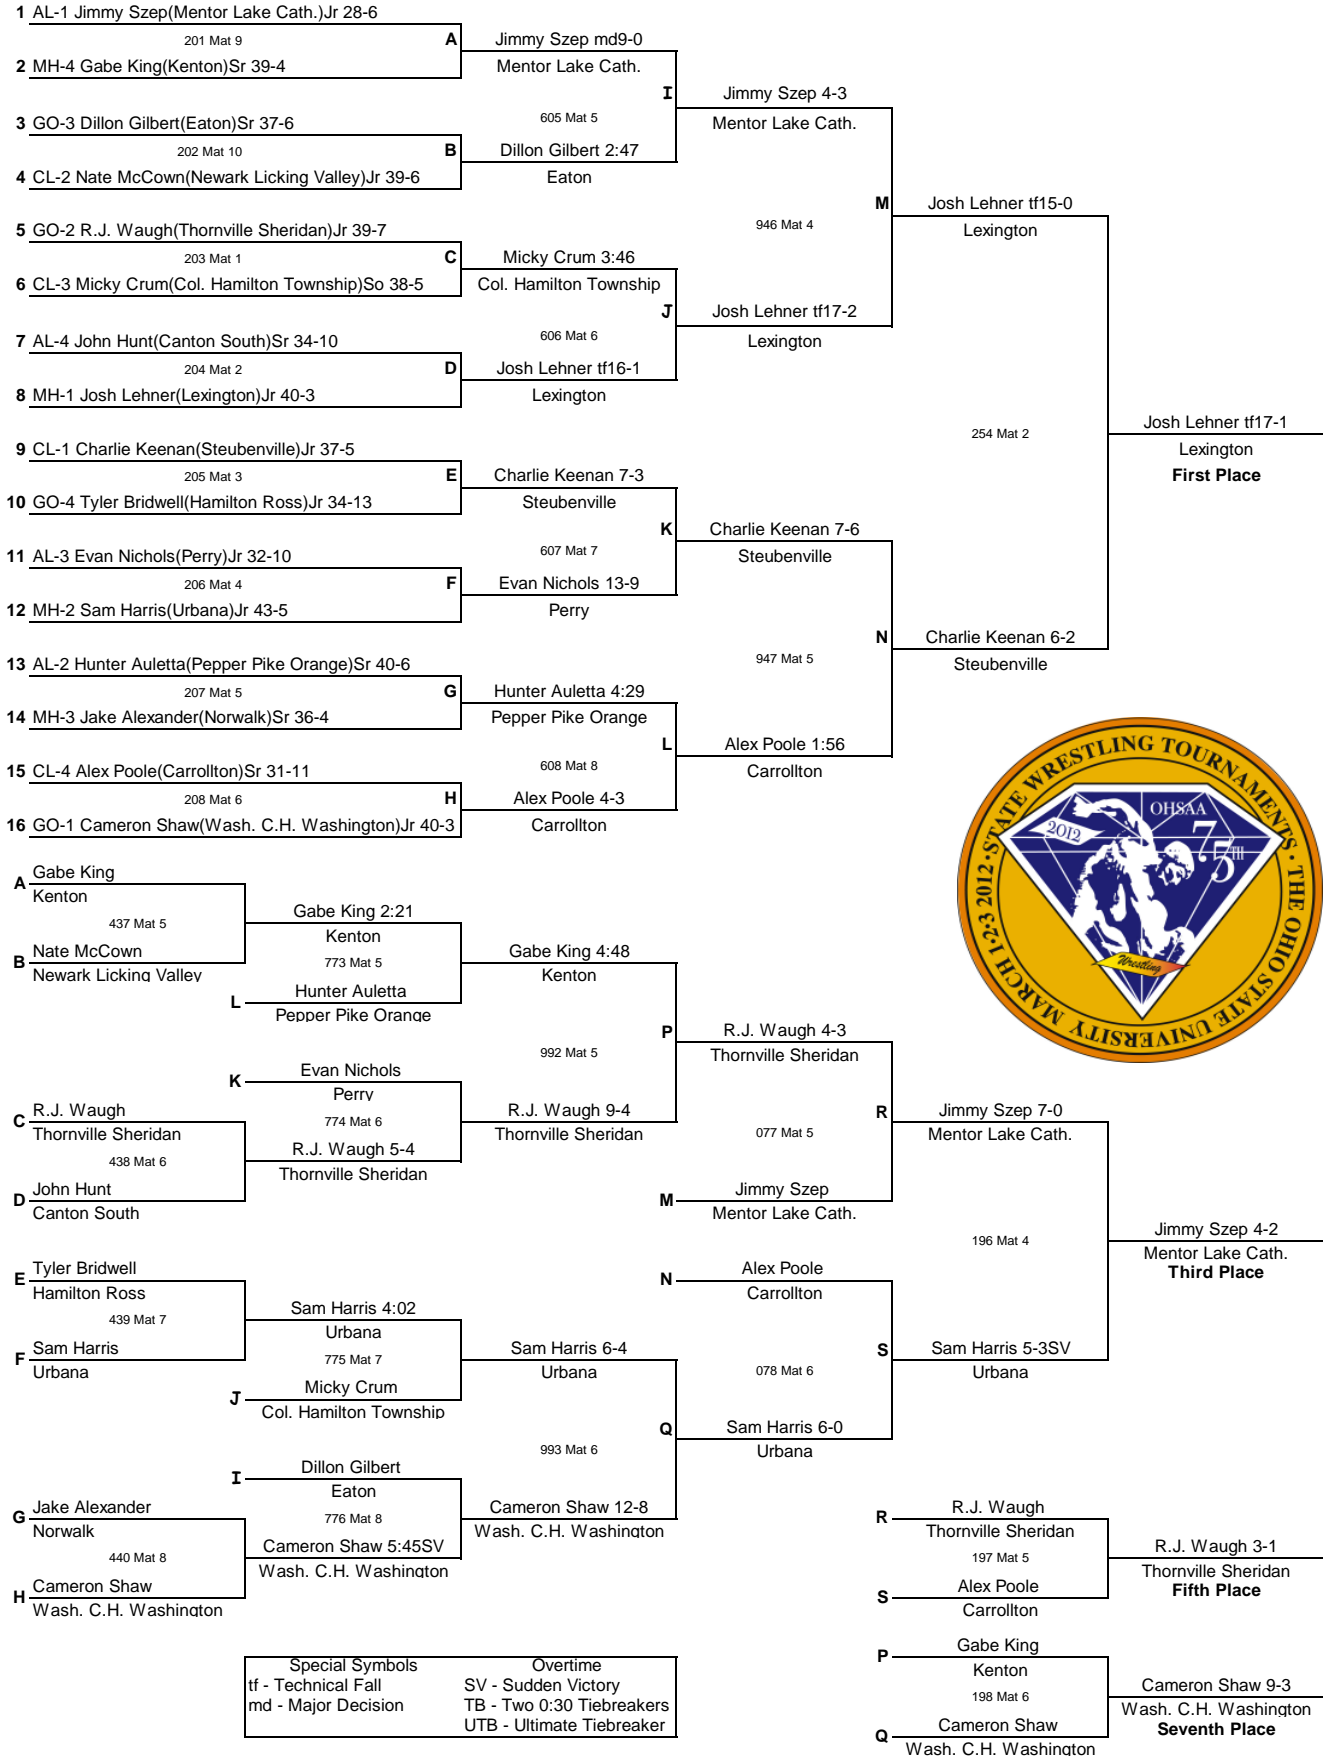 1 AL-1 Jimmy Szep(Mentor Lake Cath.)Jr 28-6
201 Mat 9
A
2 MH-4 Gabe King(Kenton)Sr 39-4
Jimmy Szep md9-0
Mentor Lake Cath.
I
605 Mat 5
3 GO-3 Dillon Gilbert(Eaton)Sr 37-6
202 Mat 10
B
4 CL-2 Nate McCown(Newark Licking Valley)Jr 39-6
Dillon Gilbert 2:47
Eaton
Jimmy Szep 4-3
Mentor Lake Cath.
M
946 Mat 4
5 GO-2 R.J. Waugh(Thornville Sheridan)Jr 39-7
203 Mat 1
C
6 CL-3 Micky Crum(Col. Hamilton Township)So 38-5
Micky Crum 3:46
Col. Hamilton Township
J
606 Mat 6
7 AL-4 John Hunt(Canton South)Sr 34-10
204 Mat 2
D
8 MH-1 Josh Lehner(Lexington)Jr 40-3
Josh Lehner tf16-1
Lexington
Josh Lehner tf17-2
Lexington
Josh Lehner tf15-0
Lexington
254 Mat 2
Josh Lehner tf17-1
Lexington
First Place
9 CL-1 Charlie Keenan(Steubenville)Jr 37-5
205 Mat 3
E
10 GO-4 Tyler Bridwell(Hamilton Ross)Jr 34-13
Charlie Keenan 7-3
Steubenville
K
607 Mat 7
11 AL-3 Evan Nichols(Perry)Jr 32-10
206 Mat 4
F
12 MH-2 Sam Harris(Urbana)Jr 43-5
Evan Nichols 13-9
Perry
Charlie Keenan 7-6
Steubenville
N
947 Mat 5
13 AL-2 Hunter Auletta(Pepper Pike Orange)Sr 40-6
207 Mat 5
G
14 MH-3 Jake Alexander(Norwalk)Sr 36-4
Hunter Auletta 4:29
Pepper Pike Orange
L
608 Mat 8
15 CL-4 Alex Poole(Carrollton)Sr 31-11
208 Mat 6
H
16 GO-1 Cameron Shaw(Wash. C.H. Washington)Jr 40-3
Alex Poole 4-3
Carrollton
Alex Poole 1:56
Carrollton
Charlie Keenan 6-2
Steubenville
MARCH 1-2-3 2012 • STATE WRESTLING TOURNAMENTS • THE OHIO STATE UNIVERSITY
OHSAA
2012
75TH
Wrestling
A Gabe King
Kenton
437 Mat 5
B Nate McCown
Newark Licking Valley
Gabe King 2:21
Kenton
773 Mat 5
L Hunter Auletta
Pepper Pike Orange
Gabe King 4:48
Kenton
P
992 Mat 5
K Evan Nichols
Perry
774 Mat 6
C R.J. Waugh
Thornville Sheridan
438 Mat 6
D John Hunt
Canton South
R.J. Waugh 5-4
Thornville Sheridan
R.J. Waugh 9-4
Thornville Sheridan
R.J. Waugh 4-3
Thornville Sheridan
R
077 Mat 5
M Jimmy Szep
Mentor Lake Cath.
Jimmy Szep 7-0
Mentor Lake Cath.
196 Mat 4
Jimmy Szep 4-2
Mentor Lake Cath.
Third Place
E Tyler Bridwell
Hamilton Ross
439 Mat 7
F Sam Harris
Urbana
Sam Harris 4:02
Urbana
775 Mat 7
J Micky Crum
Col. Hamilton Township
Sam Harris 6-4
Urbana
Q
993 Mat 6
I Dillon Gilbert
Eaton
776 Mat 8
G Jake Alexander
Norwalk
440 Mat 8
H Cameron Shaw
Wash. C.H. Washington
Cameron Shaw 5:45SV
Wash. C.H. Washington
Cameron Shaw 12-8
Wash. C.H. Washington
N Alex Poole
Carrollton
S
078 Mat 6
Sam Harris 6-0
Urbana
Sam Harris 5-3SV
Urbana
R R.J. Waugh
Thornville Sheridan
197 Mat 5
S Alex Poole
Carrollton
R.J. Waugh 3-1
Thornville Sheridan
Fifth Place
P Gabe King
Kenton
198 Mat 6
Q Cameron Shaw
Wash. C.H. Washington
Cameron Shaw 9-3
Wash. C.H. Washington
Seventh Place
Special Symbols
tf - Technical Fall
md - Major Decision
Overtime
SV - Sudden Victory
TB - Two 0:30 Tiebreakers
UTB - Ultimate Tiebreaker